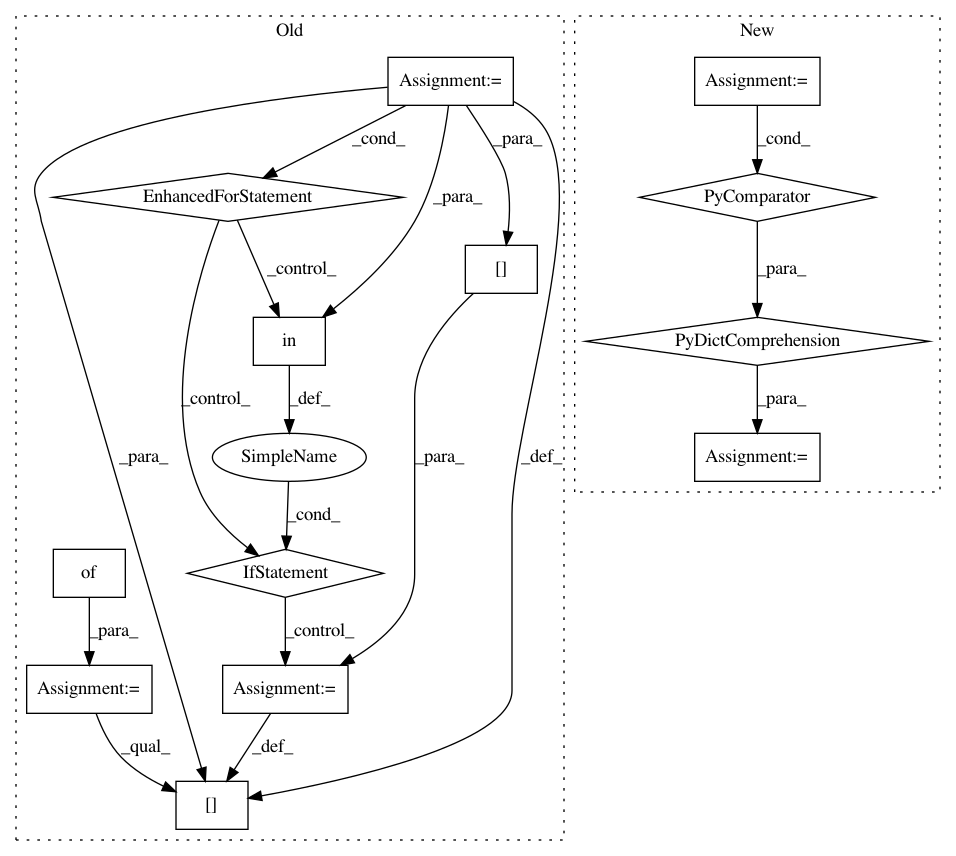 Old
New
Assignment:=
Assignment:=
_cond_
_para_
_cond_
EnhancedForStatement
_para_
PyComparator
_control_
[]
_para_
in
PyDictComprehension
_control_
_def_
_para_
_para_
SimpleName
_para_
_def_
Assignment:=
_cond_
of
IfStatement
_para_
_control_
Assignment:=
Assignment:=
_qual_
_def_
[]